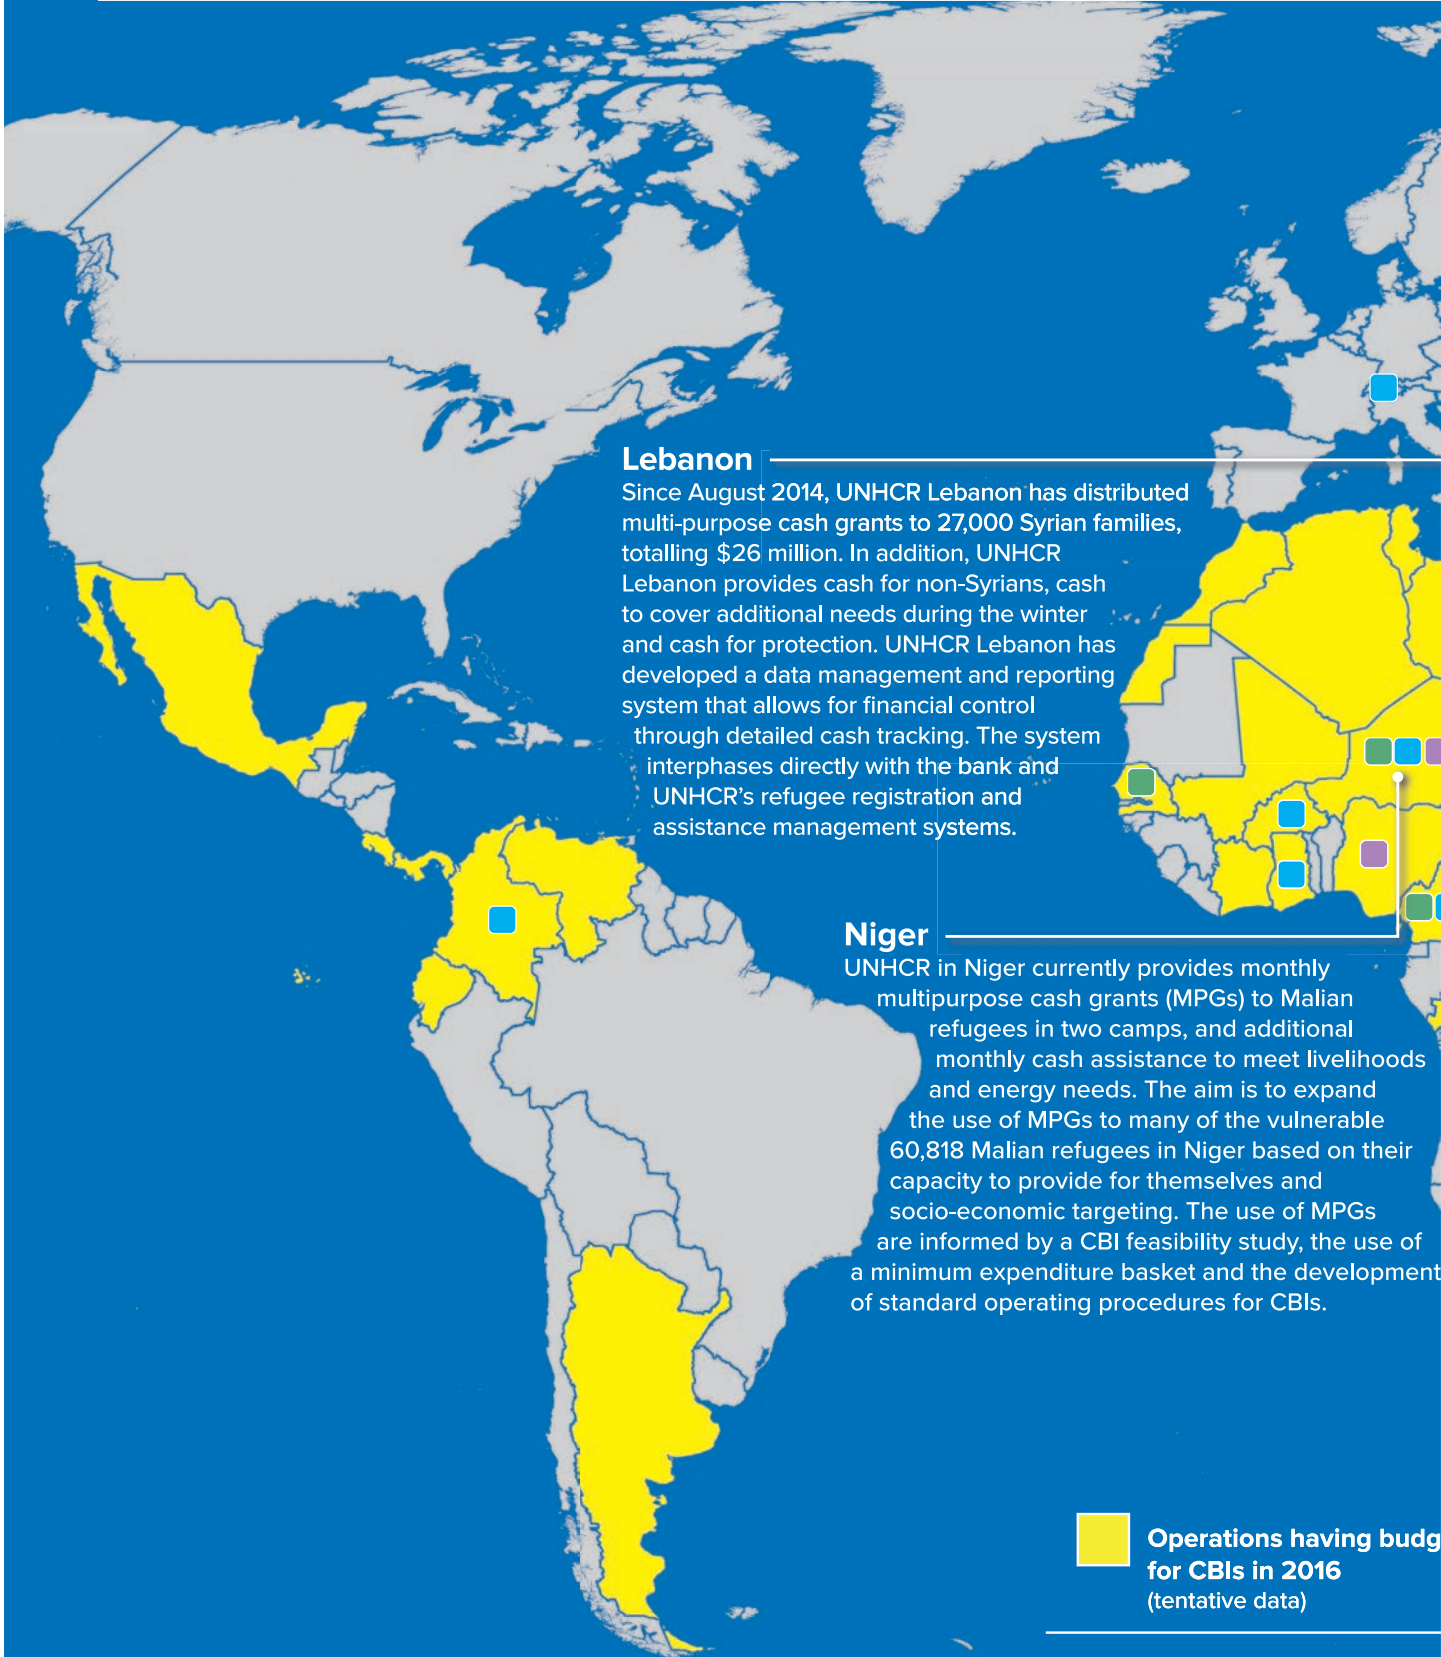 Lebanon
Since August 2014, UNHCR Lebanon has distributed
multi-purpose cash grants to 27,000 Syrian families,
totalling $26 million. In addition, UNHCR
Lebanon provides cash for non-Syrians, cash
to cover additional needs during the winter
and cash for protection. UNHCR Lebanon has
developed a data management and reporting
system that allows for financial control
through detailed cash tracking. The system
interphases directly with the bank and
UNHCR’s refugee registration and
assistance management systems.
Niger
UNHCR in Niger currently provides monthly
multipurpose cash grants (MPGs) to Malian
refugees in two camps, and additional
monthly cash assistance to meet livelihoods
and energy needs. The aim is to expand
the use of MPGs to many of the vulnerable
60,818 Malian refugees in Niger based on their
capacity to provide for themselves and
socio-economic targeting. The use of MPGs
are informed by a CBI feasibility study, the use of
a minimum expenditure basket and the development
of standard operating procedures for CBIs.
Operations having budg
for CBIs in 2016
(tentative data)